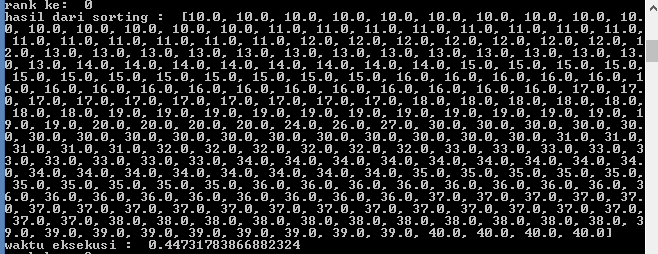 rank ke:  0
hasil dari sorting :  [10.0, 10.0, 10.0, 10.0, 10.0, 10.0, 10.0, 10.0, 10.0, 10.
0, 10.0, 10.0, 10.0, 10.0, 10.0, 11.0, 11.0, 11.0, 11.0, 11.0, 11.0, 11.0, 11.0,
 11.0, 11.0, 11.0, 11.0, 11.0, 11.0, 12.0, 12.0, 12.0, 12.0, 12.0, 12.0, 12.0, 1
2.0, 13.0, 13.0, 13.0, 13.0, 13.0, 13.0, 13.0, 13.0, 13.0, 13.0, 13.0, 13.0, 13.
0, 13.0, 14.0, 14.0, 14.0, 14.0, 14.0, 14.0, 14.0, 14.0, 15.0, 15.0, 15.0, 15.0,
 15.0, 15.0, 15.0, 15.0, 15.0, 15.0, 15.0, 15.0, 16.0, 16.0, 16.0, 16.0, 16.0, 1
6.0, 16.0, 16.0, 16.0, 16.0, 16.0, 16.0, 16.0, 16.0, 16.0, 16.0, 16.0, 17.0, 17.
0, 17.0, 17.0, 17.0, 17.0, 17.0, 17.0, 17.0, 17.0, 18.0, 18.0, 18.0, 18.0, 18.0,
 18.0, 18.0, 19.0, 19.0, 19.0, 19.0, 19.0, 19.0, 19.0, 19.0, 19.0, 19.0, 19.0, 1
9.0, 19.0, 20.0, 20.0, 20.0, 20.0, 24.0, 26.0, 27.0, 30.0, 30.0, 30.0, 30.0, 30.
0, 30.0, 30.0, 30.0, 30.0, 30.0, 30.0, 30.0, 30.0, 30.0, 30.0, 30.0, 31.0, 31.0,
 31.0, 31.0, 31.0, 32.0, 32.0, 32.0, 32.0, 32.0, 32.0, 33.0, 33.0, 33.0, 33.0, 3
3.0, 33.0, 33.0, 33.0, 33.0, 34.0, 34.0, 34.0, 34.0, 34.0, 34.0, 34.0, 34.0, 34.
0, 34.0, 34.0, 34.0, 34.0, 34.0, 34.0, 34.0, 34.0, 35.0, 35.0, 35.0, 35.0, 35.0,
 35.0, 35.0, 35.0, 35.0, 35.0, 36.0, 36.0, 36.0, 36.0, 36.0, 36.0, 36.0, 36.0, 3
6.0, 36.0, 36.0, 36.0, 36.0, 36.0, 36.0, 36.0, 36.0, 37.0, 37.0, 37.0, 37.0, 37.
0, 37.0, 37.0, 37.0, 37.0, 37.0, 37.0, 37.0, 37.0, 37.0, 37.0, 37.0, 37.0, 37.0,
 37.0, 37.0, 38.0, 38.0, 38.0, 38.0, 38.0, 38.0, 38.0, 38.0, 38.0, 38.0, 38.0, 3
9.0, 39.0, 39.0, 39.0, 39.0, 39.0, 39.0, 39.0, 39.0, 40.0, 40.0, 40.0, 40.0]
waktu eksekusi :  0.44731783866882324